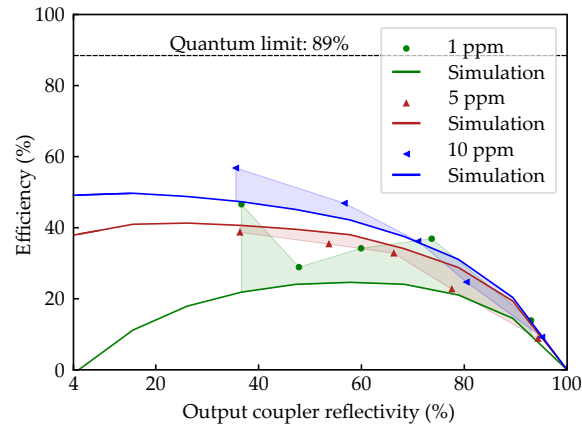 100
80
60
40
20
0
Efficiency (%)
Quantum limit: 89%
1 ppm
Simulation
5 ppm
Simulation
10 ppm
Simulation
4 20 40 60 80 100
Output coupler reflectivity (%)